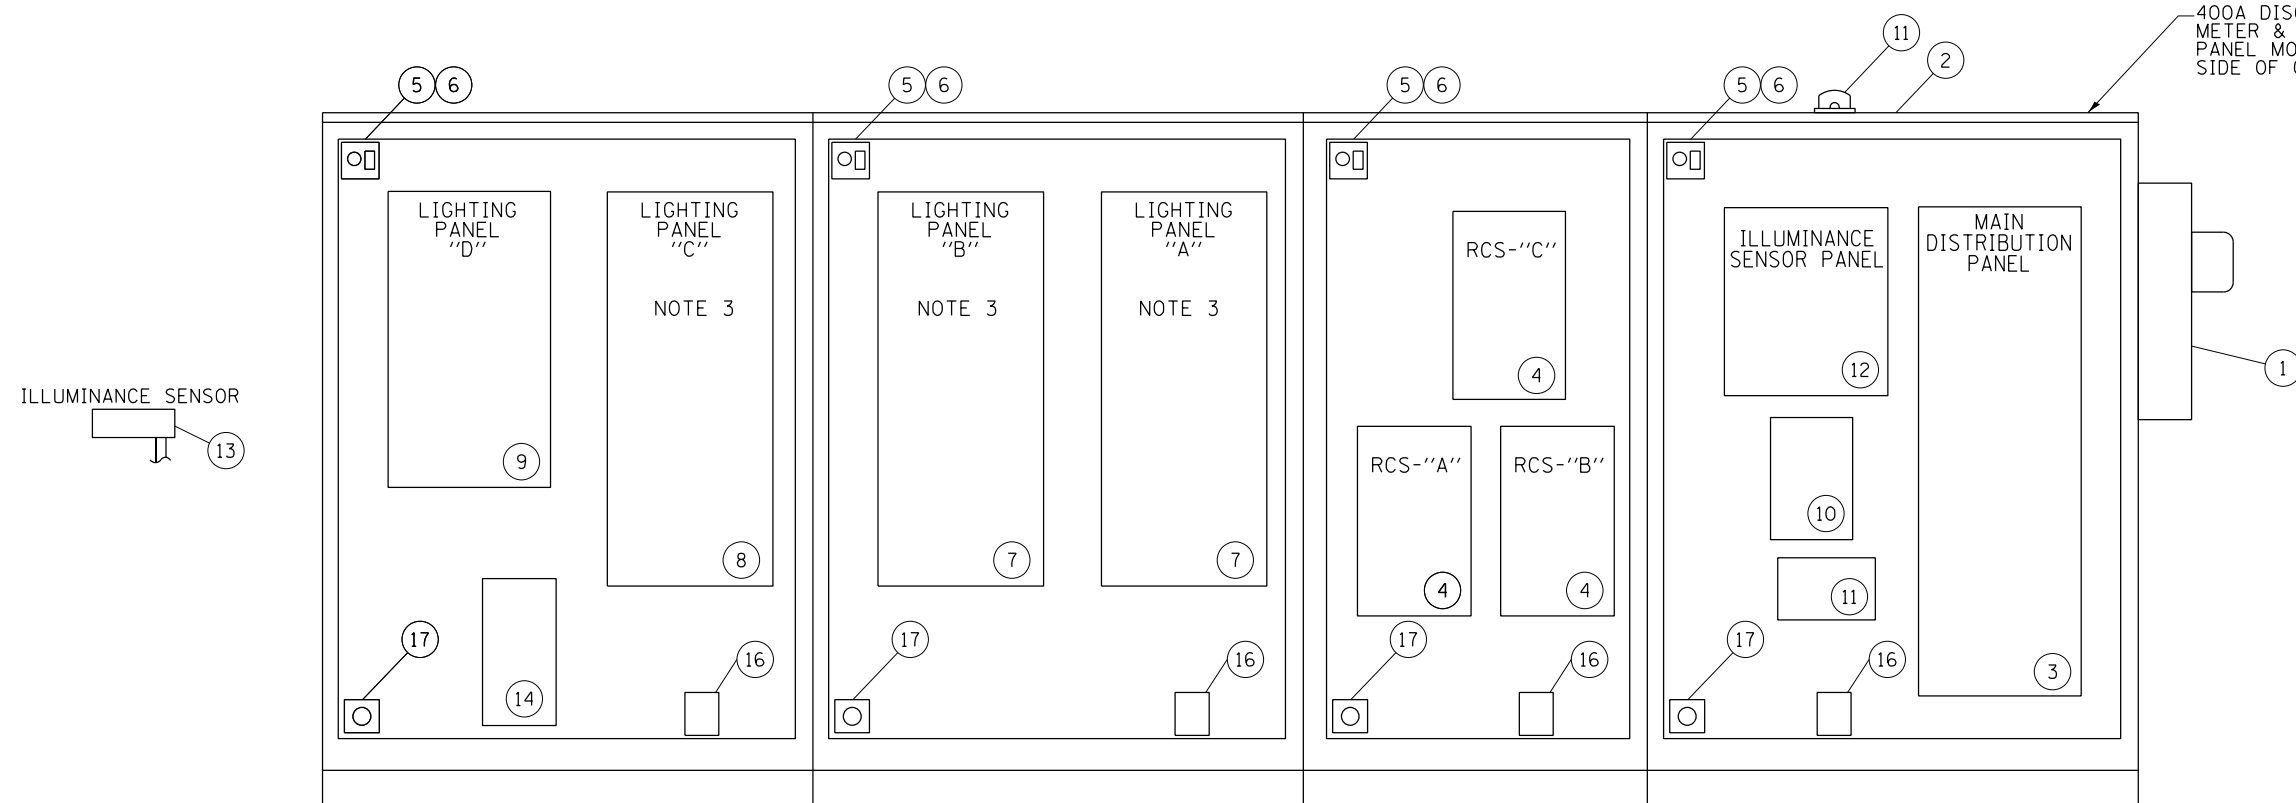 400A
METER &
PANEL
SIDE OF
11
2
5 6
5 6
5 6
5 6
LIGHTING
PANEL
"D"
9
LIGHTING
PANEL
"C"
NOTE 3
8
LIGHTING
PANEL
"B"
NOTE 3
7
LIGHTING
PANEL
"A"
NOTE 3
7
RCS-"C"
4
RCS-"A"
4
RCS-"B"
4
ILLUMINANCE
SENSOR PANEL
12
MAIN
DISTRIBUTION
PANEL
3
10
11
1
ILLUMINANCE SENSOR
13
17
14
16
17
16
17
16
17
16